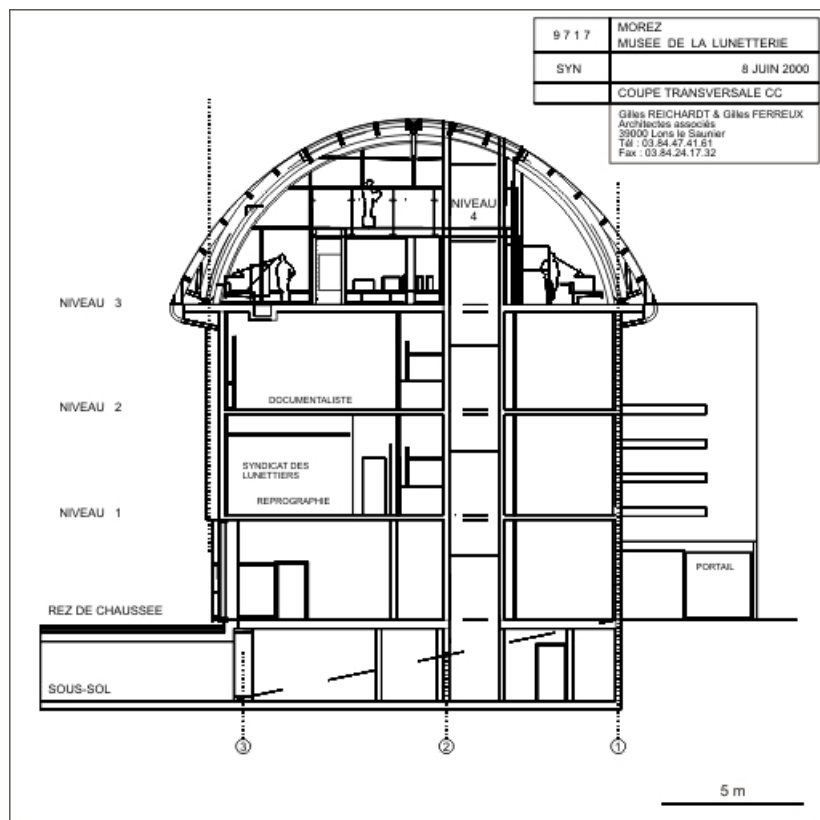 9717
MOREZ
MUSEE DE LA LUNETTERIE
SYN
8 JUIN 2000
COUPE TRANSVERSALE CC
Gilles REICHARDT & Gilles FERREUX
Architectes associés
39000 Lons le Saunier
Tél : 03.84.47.41.61
Fax : 03.84.24.17.32
NIVEAU
4
NIVEAU 3
DOCUMENTALISTE
NIVEAU 2
SYNDICAT DES
LUNETTIERS
REPROGRAPHIE
NIVEAU 1
PORTAIL
REZ DE CHAUSSEE
SOUS-SOL
3
2
1
5 m